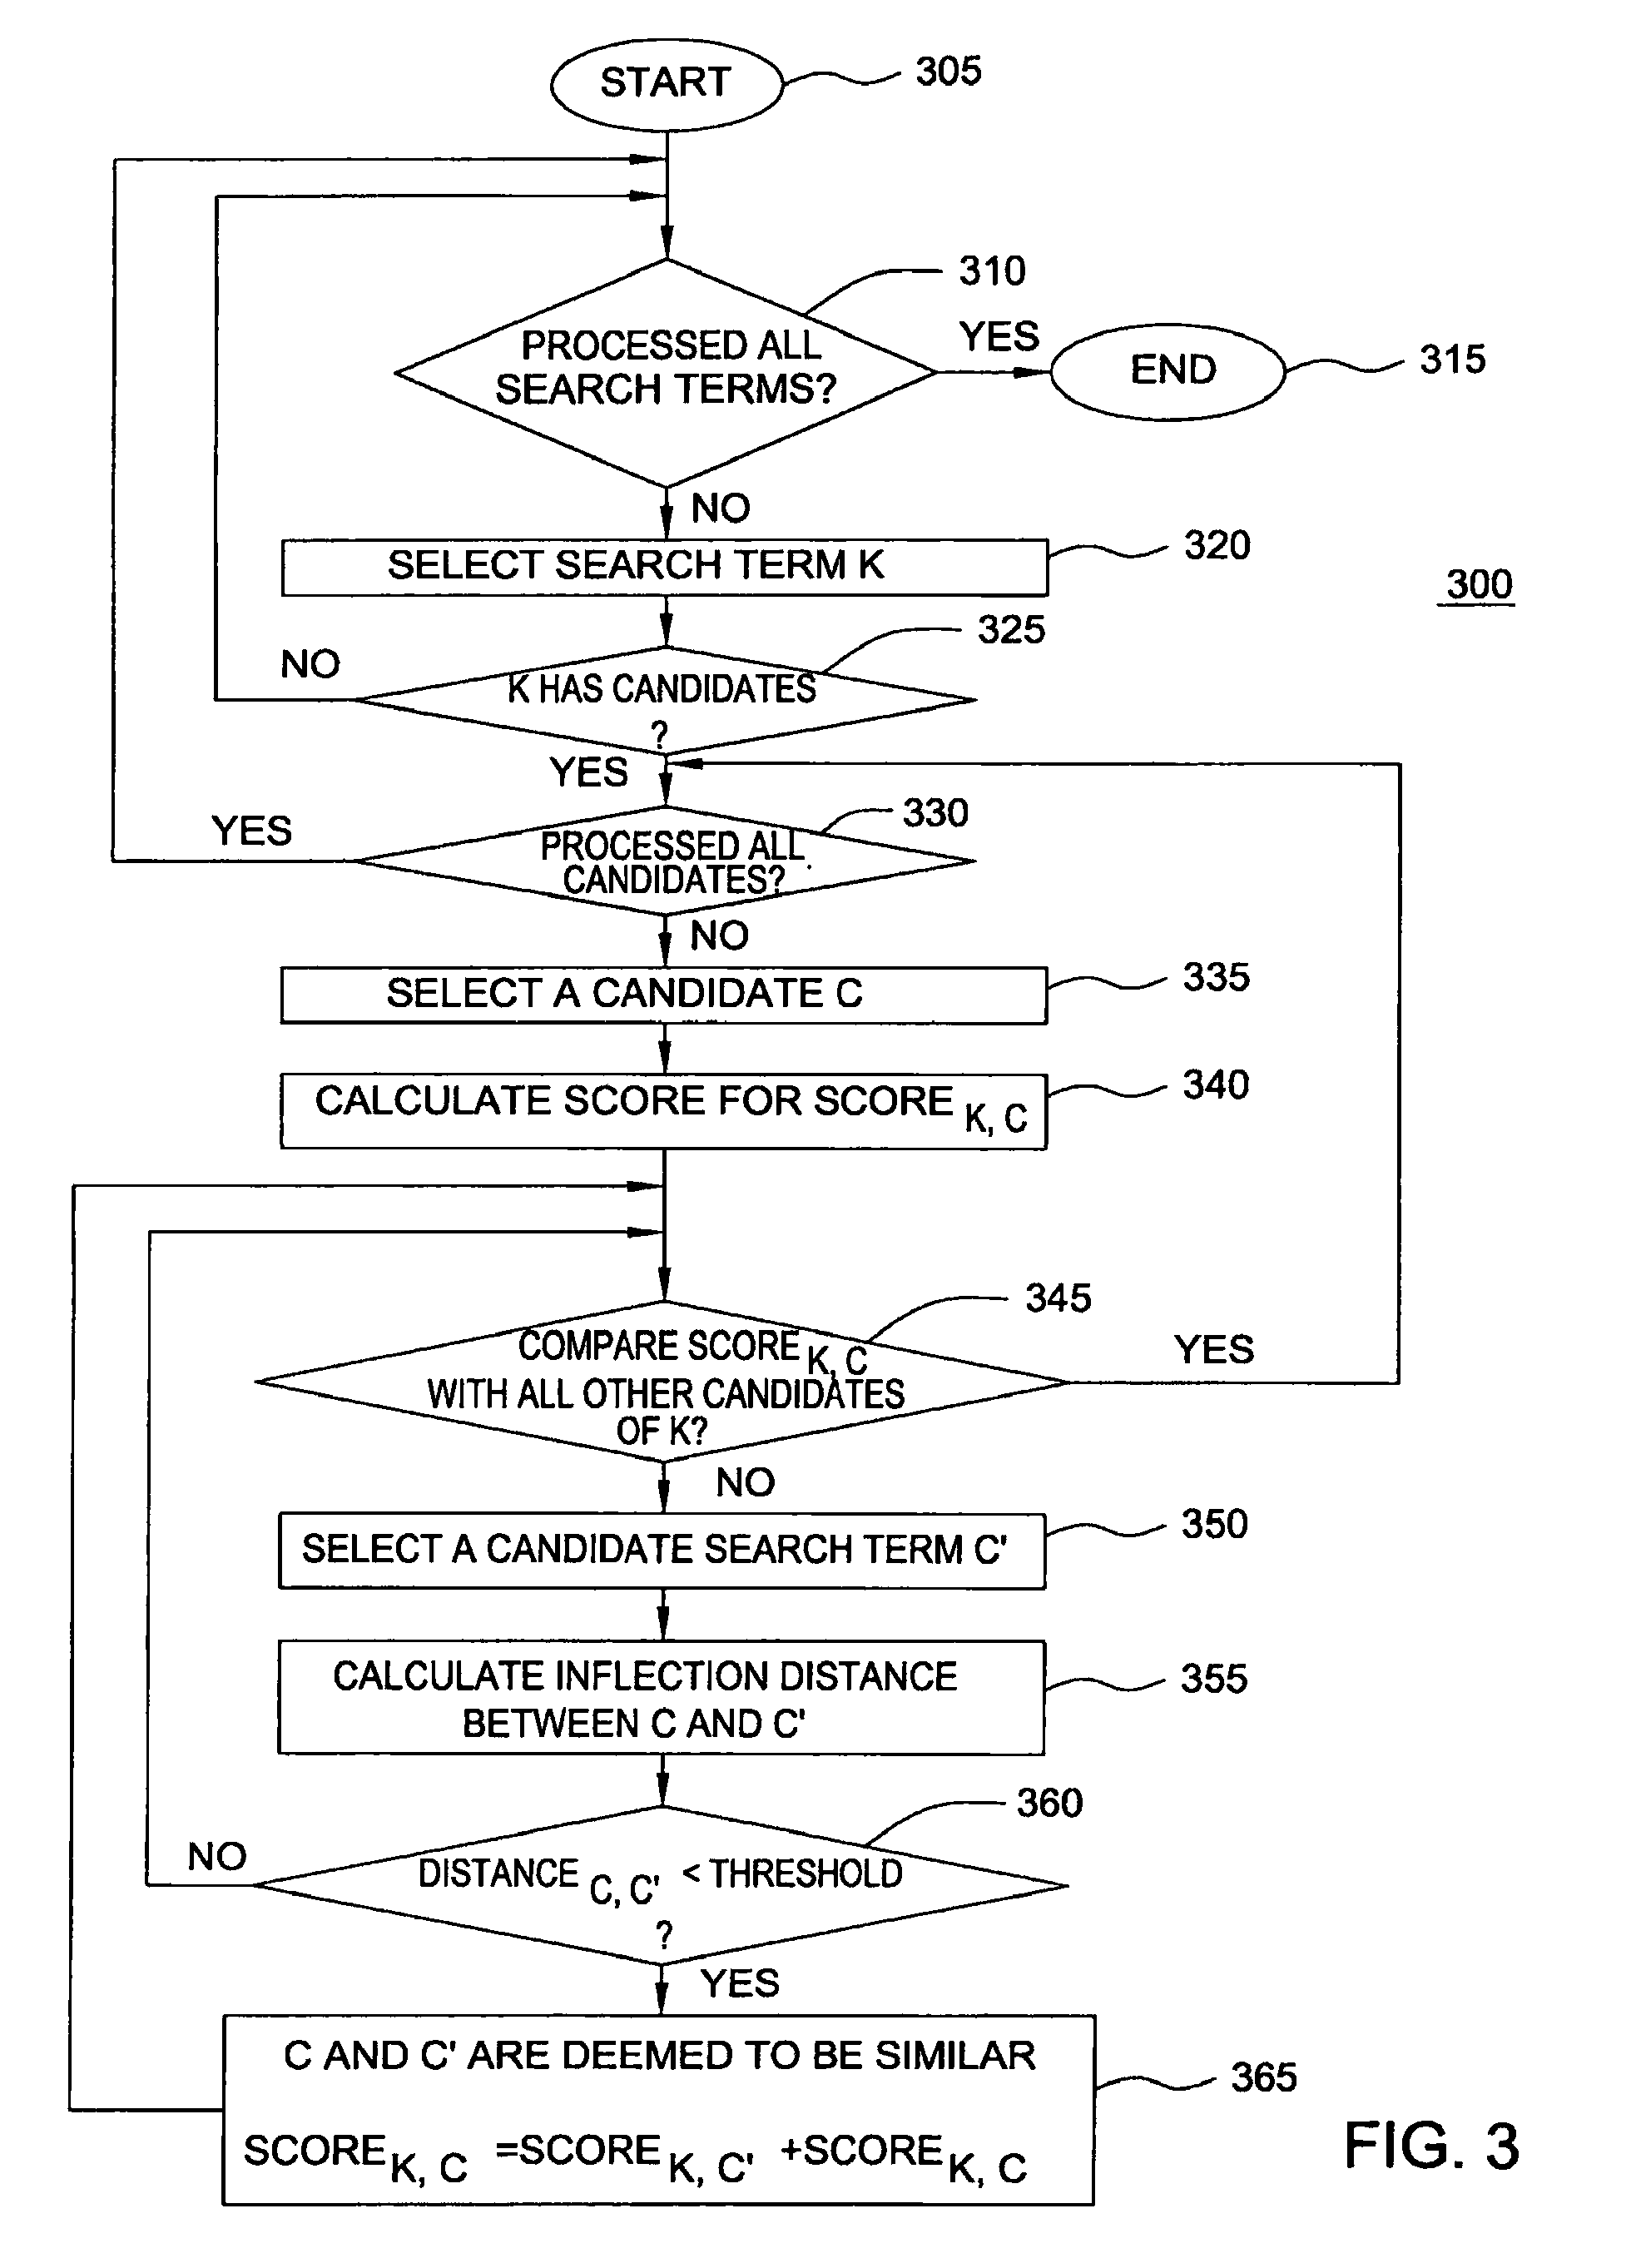 START
305
310
PROCESSED ALL
SEARCH TERMS?
YES
END
315
NO
SELECT SEARCH TERM K
320
300
325
NO
K HAS CANDIDATES
?
YES
330
YES
PROCESSED ALL
CANDIDATES?
NO
SELECT A CANDIDATE C
335
CALCULATE SCORE FOR SCORE K, C
340
345
COMPARE SCORE K, C
WITH ALL OTHER CANDIDATES
OF K?
YES
NO
SELECT A CANDIDATE SEARCH TERM C'
350
CALCULATE INFLECTION DISTANCE
BETWEEN C AND C'
355
360
NO
DISTANCE C, C' < THRESHOLD
?
YES
C AND C' ARE DEEMED TO BE SIMILAR
365
SCORE K, C =SCORE K, C' +SCORE K, C
FIG. 3